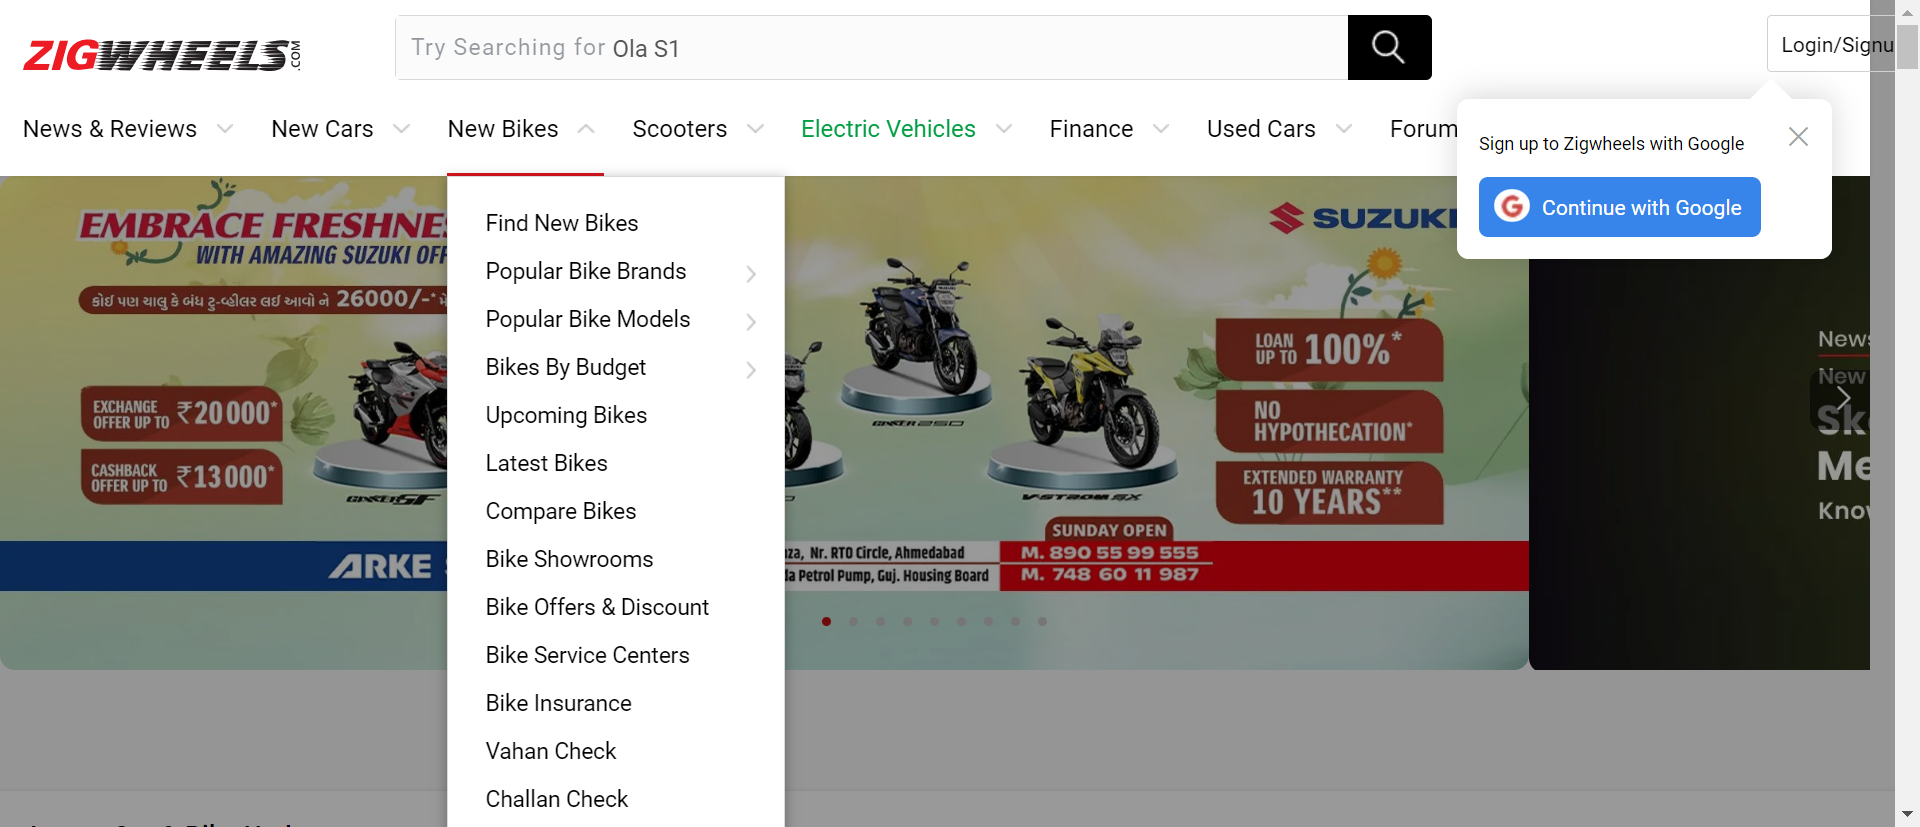 ZIGWHEELS.COM
Try Searching for Ola S1
Login/Signu
News & Reviews
New Cars
New Bikes
Scooters
Electric Vehicles
Finance
Used Cars
Forum
Sign up to Zigwheels with Google
Continue with Google
Find New Bikes
Popular Bike Brands
Popular Bike Models
Bikes By Budget
Upcoming Bikes
Latest Bikes
Compare Bikes
Bike Showrooms
Bike Offers & Discount
Bike Service Centers
Bike Insurance
Vahan Check
Challan Check
EMBRACE FRESHNES
WITH AMAZING SUZUKI OFF
કોઈ પણ ચાલુ કે બંધ ટુ-વ્હીલર લઈ આવો ને 26000/-*
EXCHANGE
OFFER UP TO ₹20000*
CASHBACK
OFFER UP TO ₹13000*
GIXXER SF
GIXXER 250
V-STROM SX
SUZUKI
LOAN
UP TO 100%*
NO
HYPOTHECATION*
EXTENDED WARRANTY
10 YEARS**
SUNDAY OPEN
ARKE
Nr. RTO Circle, Ahmedabad
Petrol Pump, Guj. Housing Board
M. 890 55 99 555
M. 748 60 11 987
News
New
Sk
Me
Know